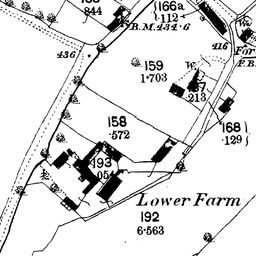 166a
.112
.844
B.M. 434.6
416
436
W.
159
1.703
For
F.B.
W.
.213
158
.572
168
.129
193
Lower Farm
192
6.563